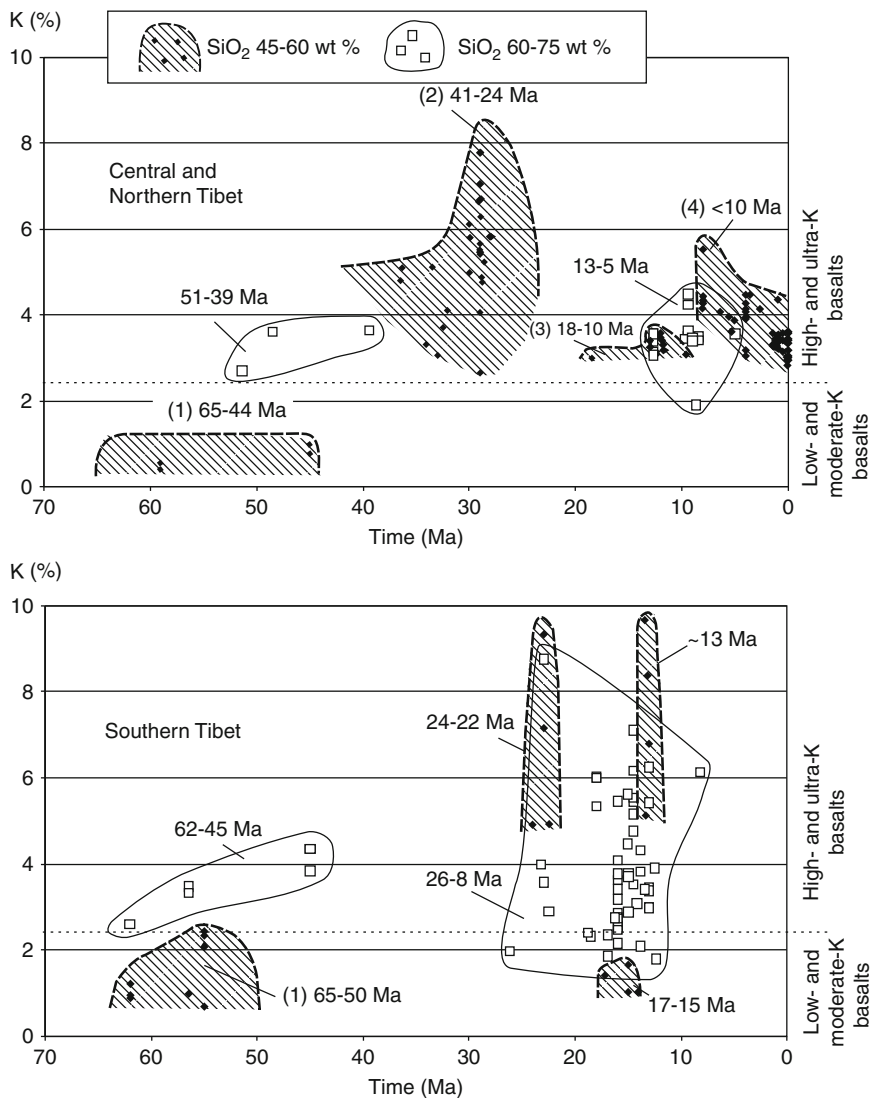 K (%)
SiO2 45-60 wt %
SiO2 60-75 wt %
10
8
6
4
2
0
(2) 41-24 Ma
Central and
Northern Tibet
(4) <10 Ma
13-5 Ma
51-39 Ma
(3) 18-10 Ma
(1) 65-44 Ma
High- and ultra-K
basalts
Low- and
moderate-K
basalts
70
60
50
40
30
20
10
0
Time (Ma)
K (%)
10
8
6
4
2
0
~13 Ma
24-22 Ma
Southern Tibet
62-45 Ma
26-8 Ma
(1) 65-50 Ma
17-15 Ma
High- and ultra-K
basalts
Low- and
moderate-K
basalts
70
60
50
40
30
20
10
0
Time (Ma)